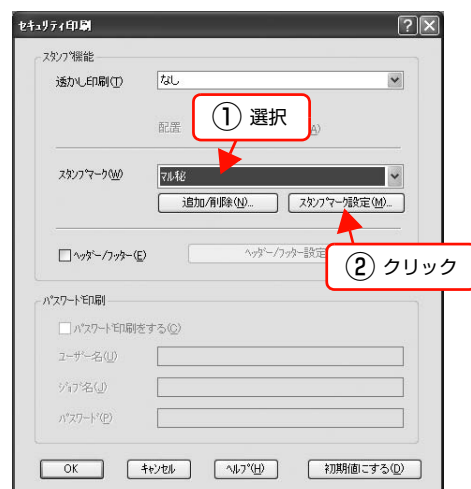 セキュリティ印刷
スタンプ機能
透かし印刷(T) なし
① 選択
配置
スタンプマーク(W) マル秘
追加/削除(N)... スタンプマーク設定(M)...
ヘッダー/フッター(E) ヘッダー/フッター設定
② クリック
パスワード印刷
パスワード印刷をする(C)
ユーザー名(U)
ジョブ名(J)
パスワード(P)
OK キャンセル ヘルプ(H) 初期値にする(D)